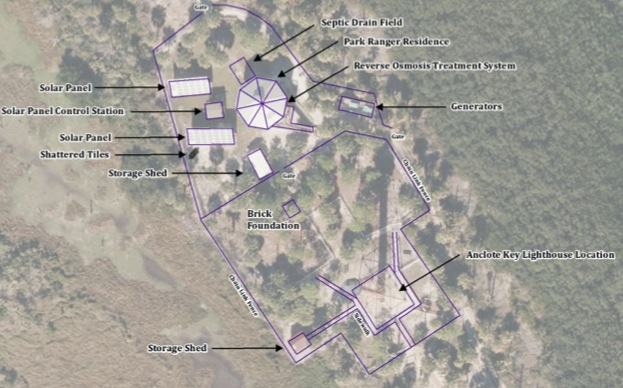 Gate
Septic Drain Field
Park Ranger Residence
Reverse Osmosis Treatment System
Solar Panel
Solar Panel Control Station
Generators
Solar Panel
Gate
Shattered Tiles
Storage Shed
Gate
Chain Link Fence
Brick
Foundation
Anclote Key Lighthouse Location
Chain Link Fence
Sidewalk
Storage Shed